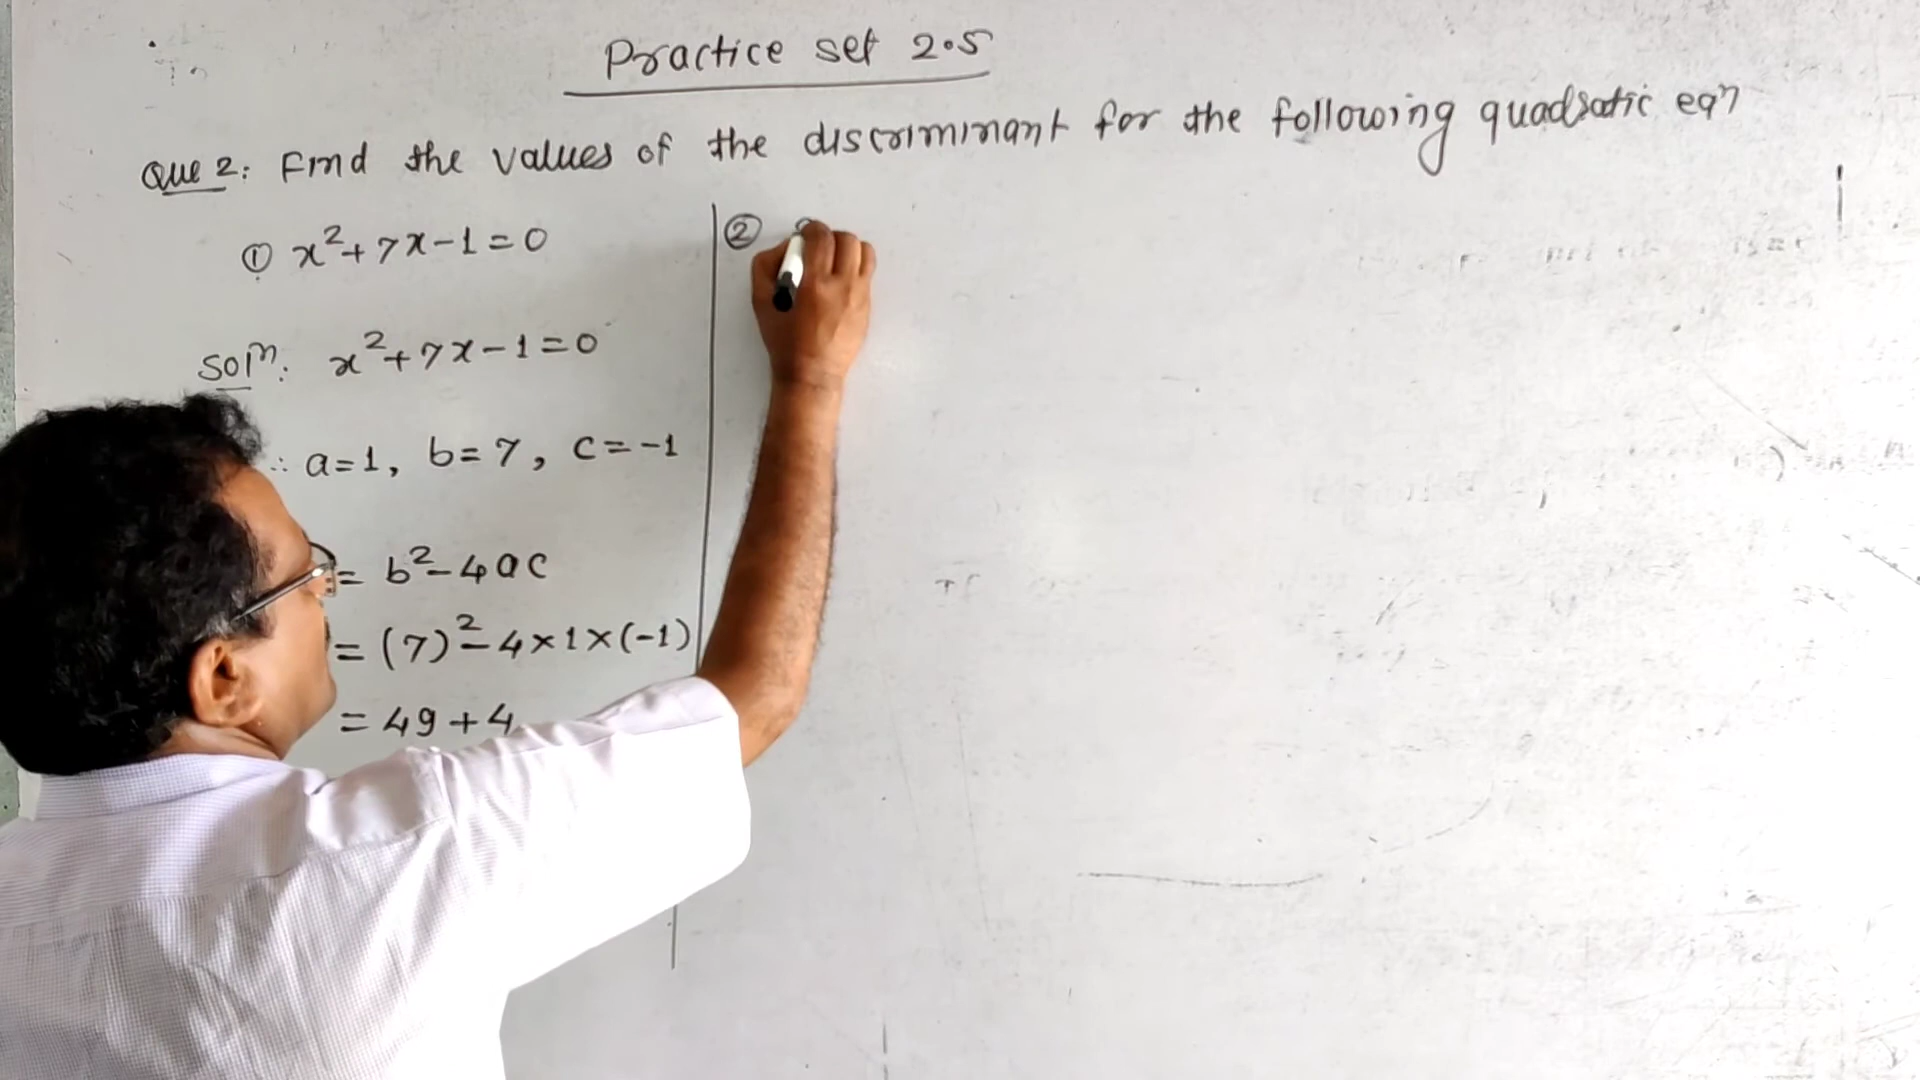 Practice set 2.5
Que 2: Find the values of the discriminant for the following quadratic eqn
① x²+7x-1=0
Soln: x²+7x-1=0
∴ a=1, b=7, c=-1
= b²-4ac
= (7)²-4×1×(-1)
= 49+4
②